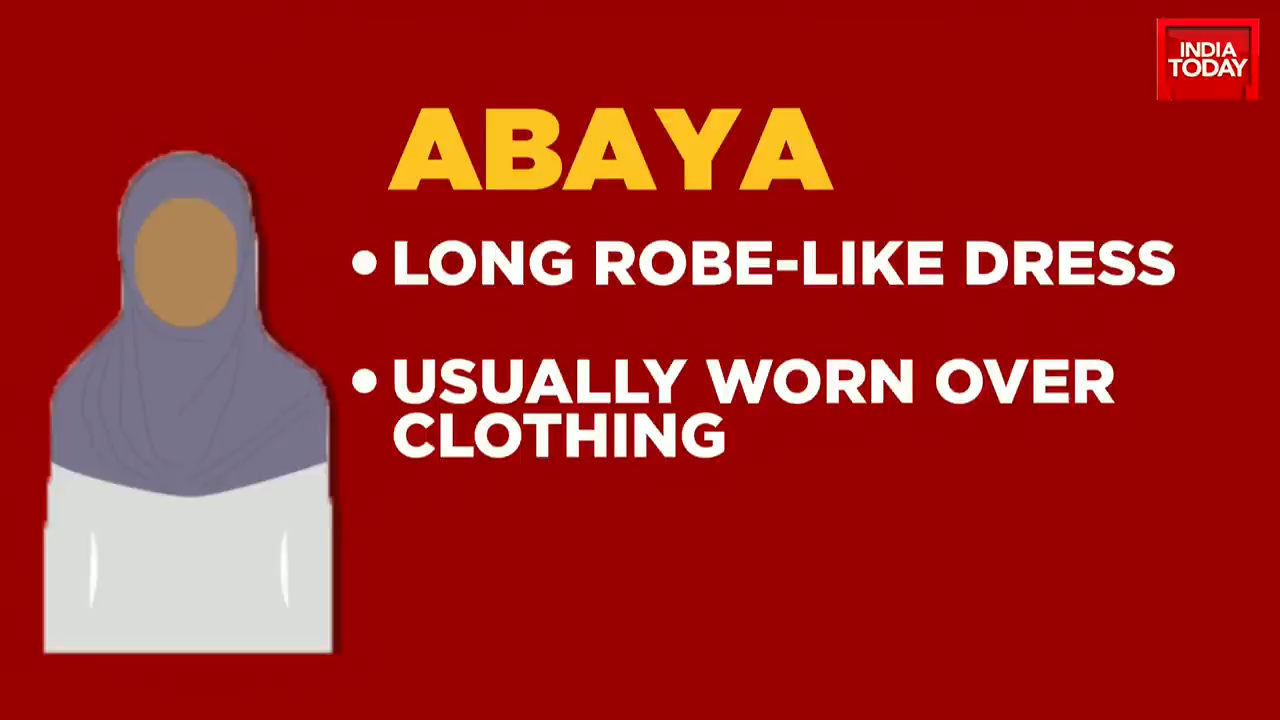 INDIA
TODAY
ABAYA
• LONG ROBE-LIKE DRESS
• USUALLY WORN OVER
CLOTHING